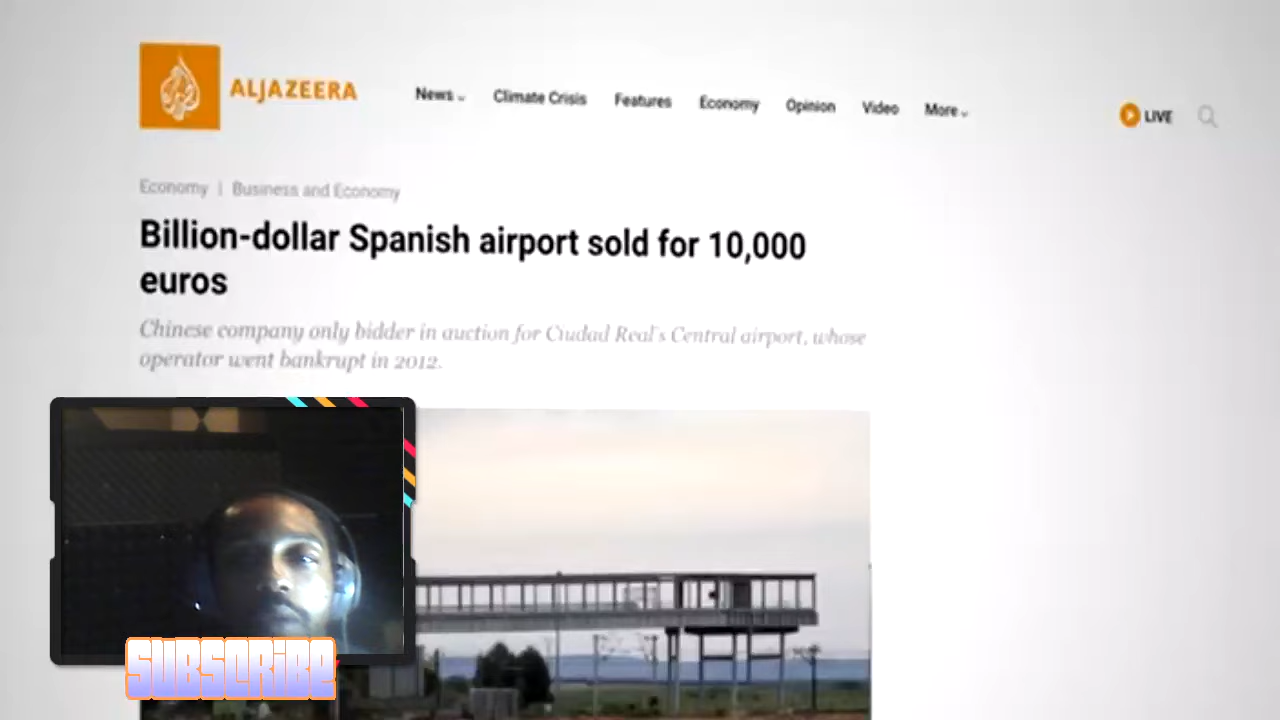 ALJAZEERA
News
Climate Crisis
Features
Economy
Opinion
Video
More
LIVE
Economy | Business and Economy
Billion-dollar Spanish airport sold for 10,000
euros
Chinese company only bidder in auction for Ciudad Real's Central airport, whose
operator went bankrupt in 2012.
SUBSCRIBE